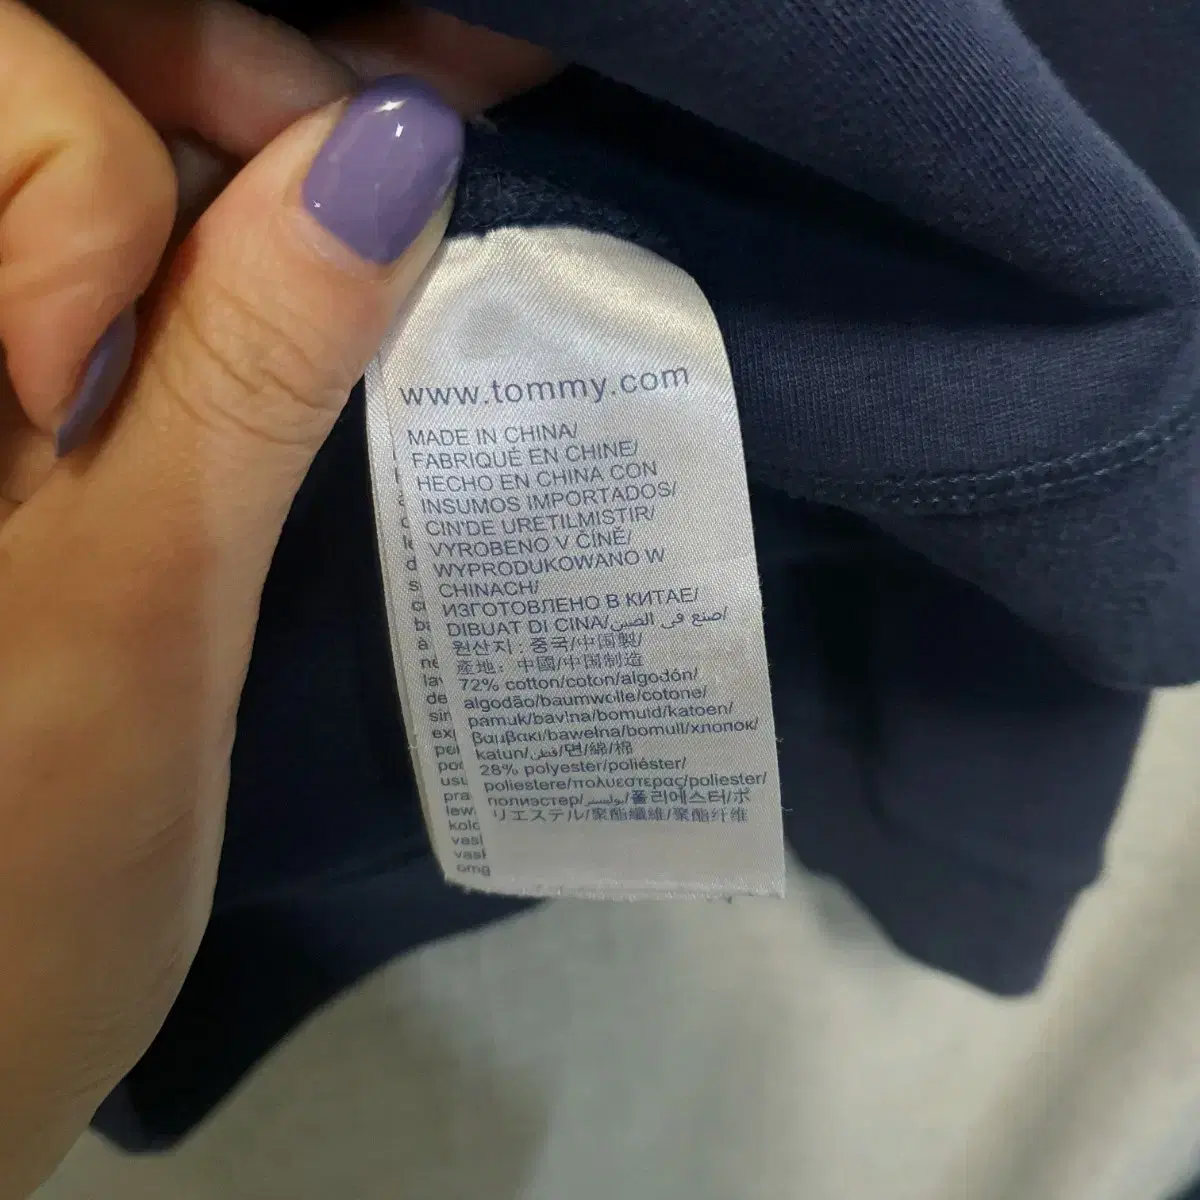 www.tommy.com
MADE IN CHINA/
FABRIQUÉ EN CHINE/
HECHO EN CHINA CON
INSUMOS IMPORTADOS/
CIN'DE URETILMISTIR/
VYROBENO V ČÍNĚ/
WYPRODUKOWANO W
CHINACH/
ИЗГОТОВЛЕНО В КИТАЕ/
DIBUAT DI CINA/صنع في الصين/
원산지 : 중국/中国製/
產地: 中國/中国制造
72% cotton/coton/algodón/
algodão/baumwolle/cotone/
pamuk/bavlna/bomuld/katoen/
βαμβακι/bawełna/bomull/хлопок/
katun/قطن/면/綿/棉
28% polyester/poliéster/
poliestere/πολυεστερας/poliester/
полиэстер/بوليستر/폴리에스터/ポ
リエステル/聚酯纖維/聚酯纤维